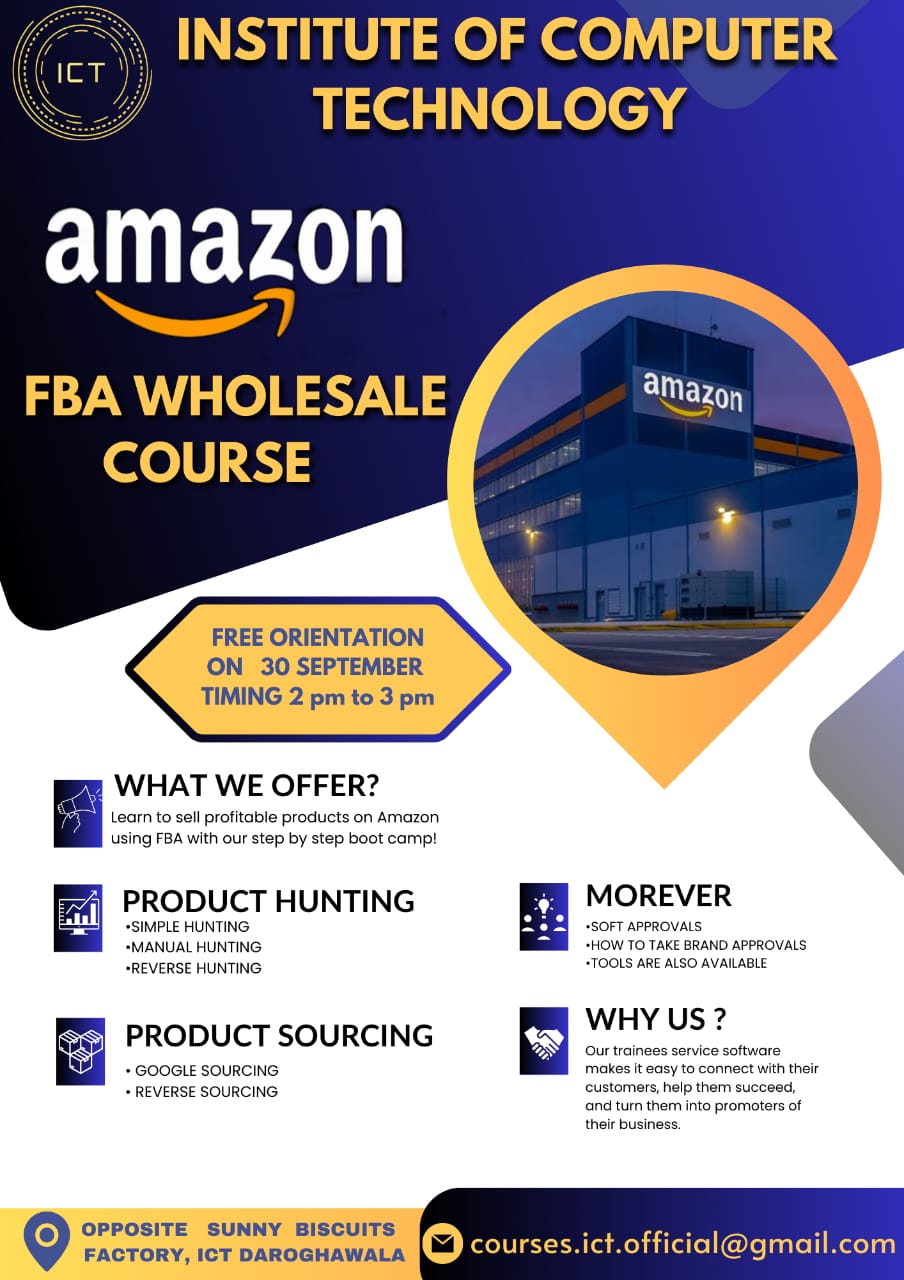 ICT
INSTITUTE OF COMPUTER
TECHNOLOGY
amazon
FBA WHOLESALE
COURSE
amazon
FREE ORIENTATION
ON 30 SEPTEMBER
TIMING 2 pm to 3 pm
WHAT WE OFFER?
Learn to sell profitable products on Amazon
using FBA with our step by step boot camp!
PRODUCT HUNTING
•SIMPLE HUNTING
•MANUAL HUNTING
•REVERSE HUNTING
PRODUCT SOURCING
• GOOGLE SOURCING
• REVERSE SOURCING
MOREVER
•SOFT APPROVALS
•HOW TO TAKE BRAND APPROVALS
•TOOLS ARE ALSO AVAILABLE
WHY US ?
Our trainees service software
makes it easy to connect with their
customers, help them succeed,
and turn them into promoters of
their business.
OPPOSITE SUNNY BISCUITS
FACTORY, ICT DAROGHAWALA
courses.ict.official@gmail.com